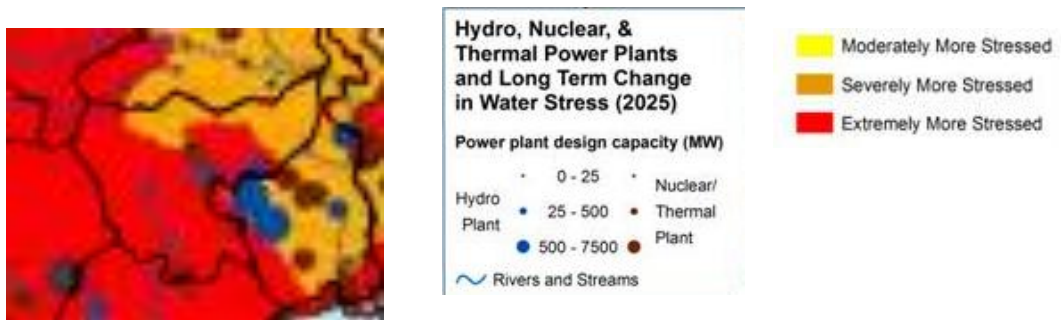 Hydro, Nuclear, &
Thermal Power Plants
and Long Term Change
in Water Stress (2025)
Power plant design capacity (MW)
Hydro
Plant
0 - 25
25 - 500
500 - 7500
Nuclear/
Thermal
Plant
Rivers and Streams
Moderately More Stressed
Severely More Stressed
Extremely More Stressed